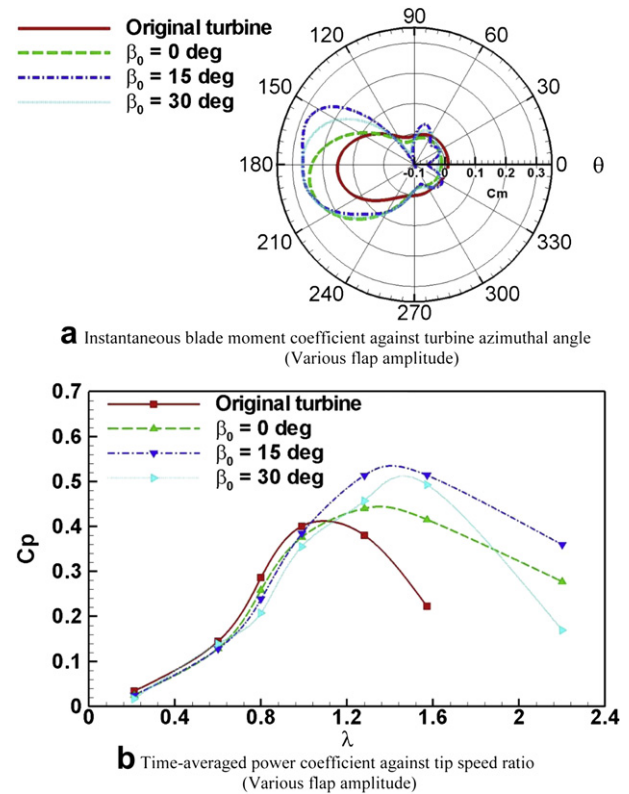 Original turbine
β₀ = 0 deg
β₀ = 15 deg
β₀ = 30 deg
90
120
60
150
30
180
0 θ
-0.1 0 0.1 0.2 0.3
Cm
210
330
240
300
270
a Instantaneous blade moment coefficient against turbine azimuthal angle
(Various flap amplitude)
0.7
Original turbine
β₀ = 0 deg
β₀ = 15 deg
β₀ = 30 deg
0.6
0.5
0.4
Cp
0.3
0.2
0.1
0
0 0.4 0.8 1.2 1.6 2 2.4
λ
b Time-averaged power coefficient against tip speed ratio
(Various flap amplitude)